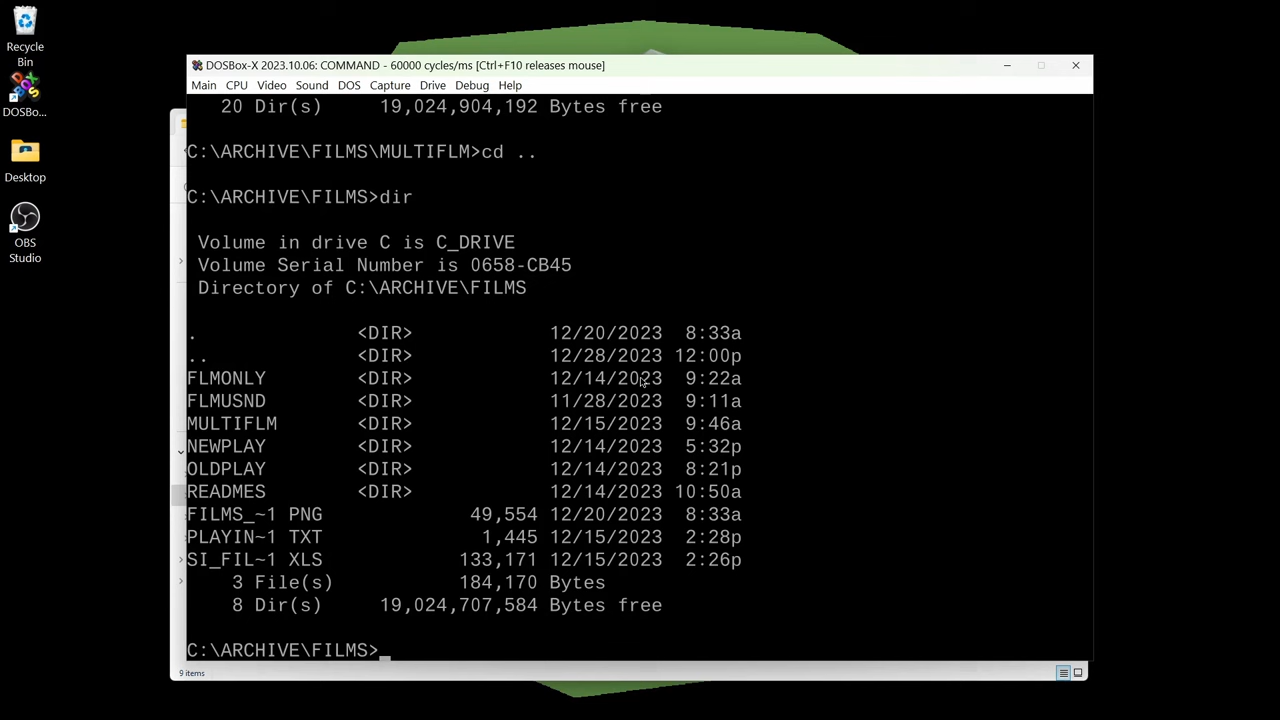 Recycle
Bin
DOSBo...
Desktop
OBS
Studio
DOSBox-X 2023.10.06: COMMAND - 60000 cycles/ms [Ctrl+F10 releases mouse]
Main CPU Video Sound DOS Capture Drive Debug Help
20 Dir(s) 19,024,904,192 Bytes free
C:\ARCHIVE\FILMS\MULTIFLM>cd ..
C:\ARCHIVE\FILMS>dir
Volume in drive C is C_DRIVE
Volume Serial Number is 0658-CB45
Directory of C:\ARCHIVE\FILMS
. <DIR> 12/20/2023 8:33a
.. <DIR> 12/28/2023 12:00p
FLMONLY <DIR> 12/14/2023 9:22a
FLMUSND <DIR> 11/28/2023 9:11a
MULTIFLM <DIR> 12/15/2023 9:46a
NEWPLAY <DIR> 12/14/2023 5:32p
OLDPLAY <DIR> 12/14/2023 8:21p
READMES <DIR> 12/14/2023 10:50a
FILMS_~1 PNG 49,554 12/20/2023 8:33a
PLAYIN~1 TXT 1,445 12/15/2023 2:28p
SI_FIL~1 XLS 133,171 12/15/2023 2:26p
3 File(s) 184,170 Bytes
8 Dir(s) 19,024,707,584 Bytes free
C:\ARCHIVE\FILMS>_
9 items